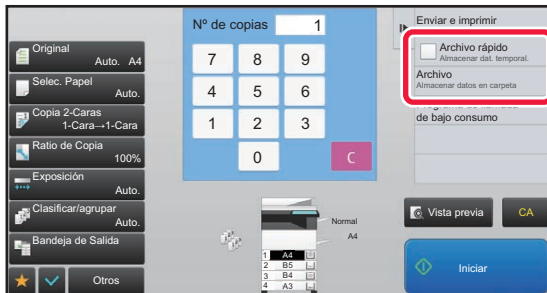 Original
Auto. A4
Selec. Papel
Auto.
Copia 2-Caras
1-Cara→1-Cara
Ratio de Copia
100%
Exposición
Auto.
Clasificar/agrupar
Auto.
Bandeja de Salida
Otros
Nº de copias 1
7 8 9
4 5 6
1 2 3
0 C
Normal
A4
1 A4
2 B5
3 B4
4 A3
Enviar e imprimir
Archivo rápido
Almacenar dat. temporal.
Archivo
Almacenar datos en carpeta
de bajo consumo
Vista previa CA
Iniciar